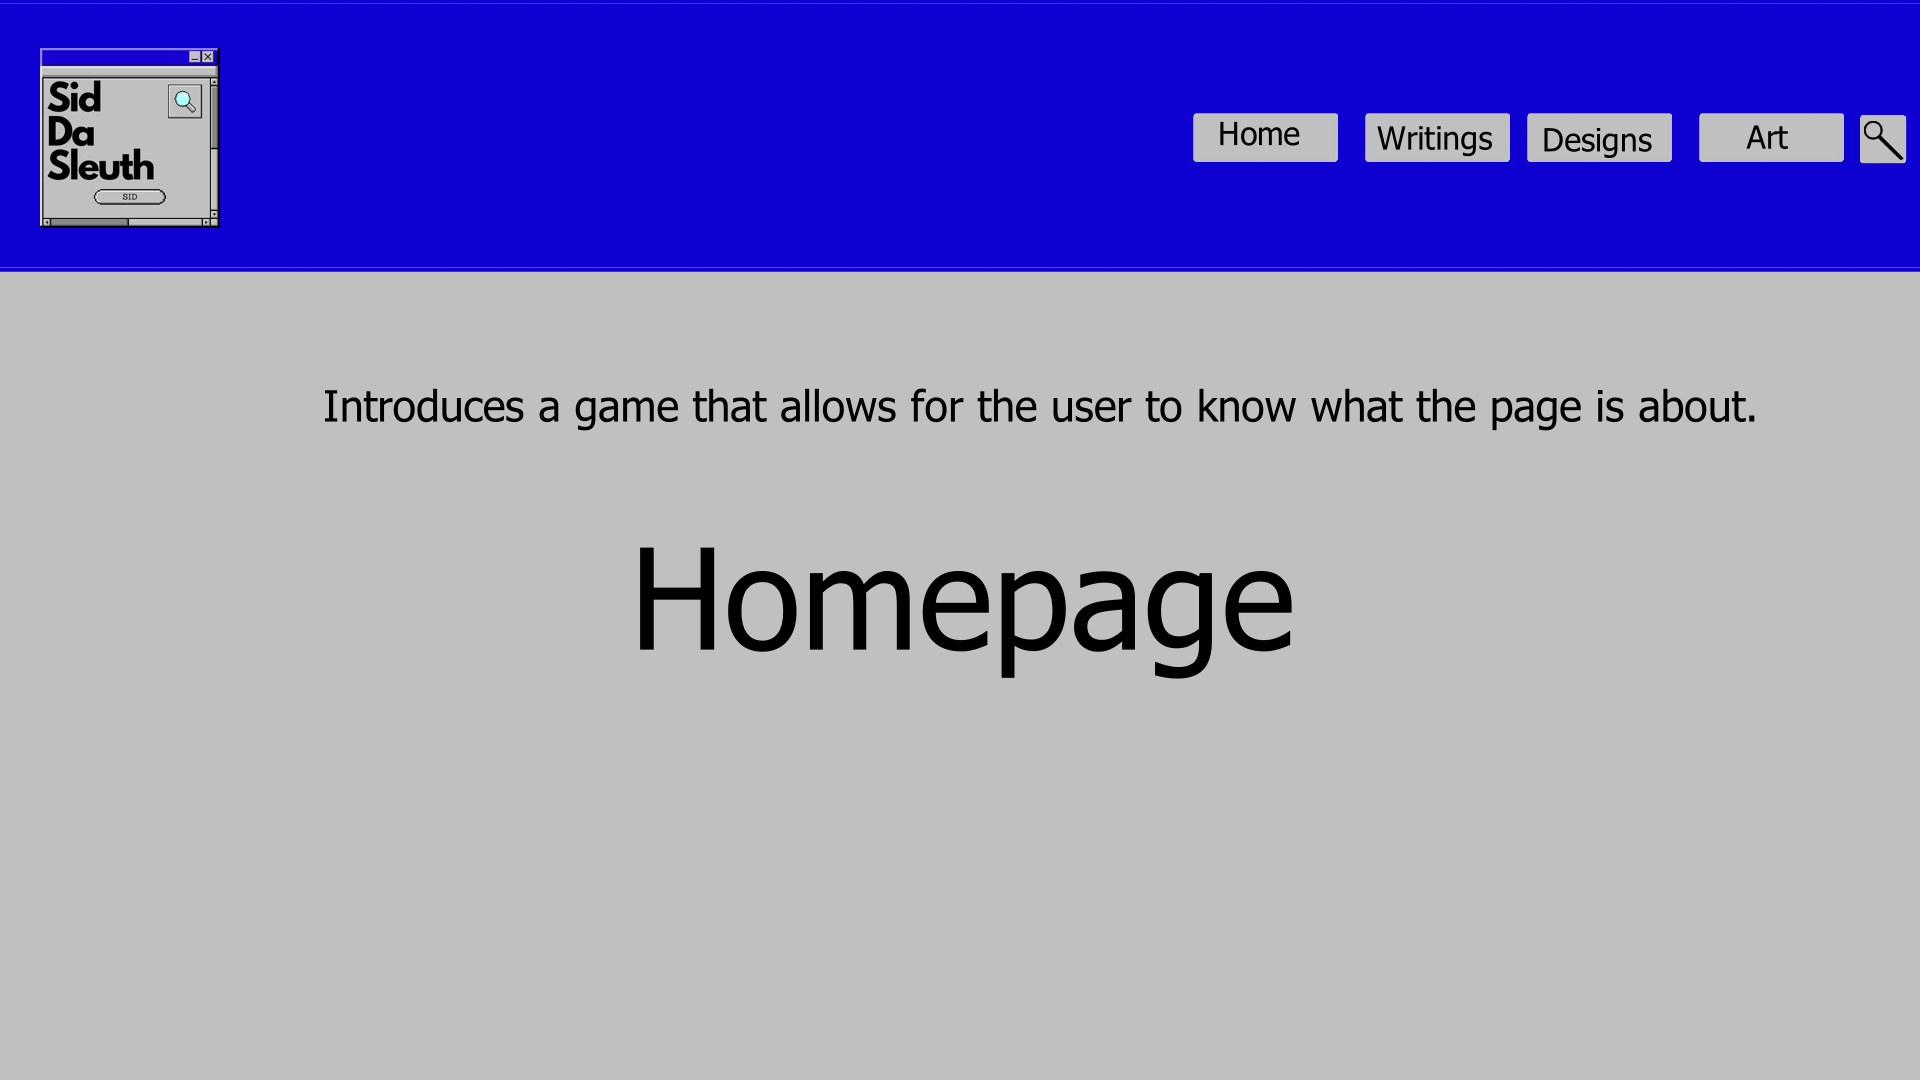 Sid
Da
Sleuth
SID
Home
Writings
Designs
Art
Introduces a game that allows for the user to know what the page is about.
Homepage